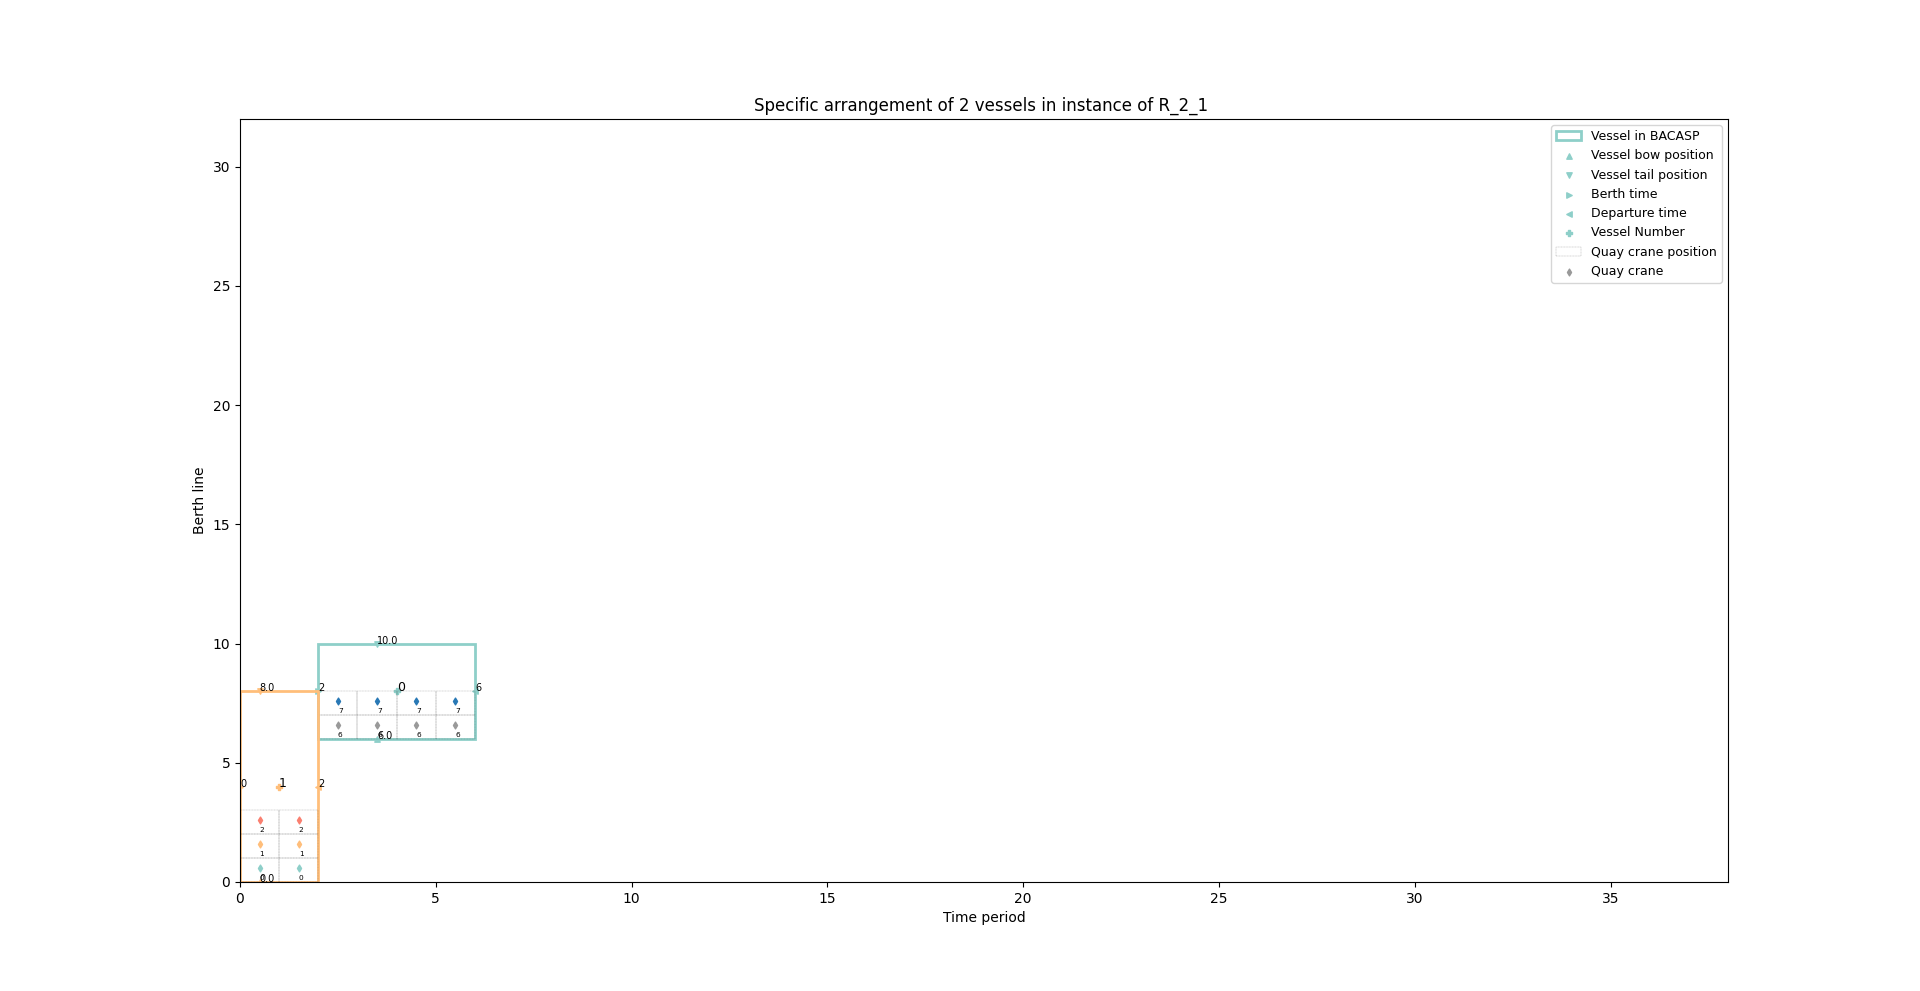 Specific arrangement of 2 vessels in instance of R_2_1
Vessel in BACASP
Vessel bow position
Vessel tail position
Berth time
Departure time
Vessel Number
Quay crane position
Quay crane
30
25
20
15
10
5
0
Berth line
10.0
8.0 2 0 6
7 7 7 7
6 6.0 6 6
0 1 2
2 2
1 1
0.0 0
0 5 10 15 20 25 30 35
Time period